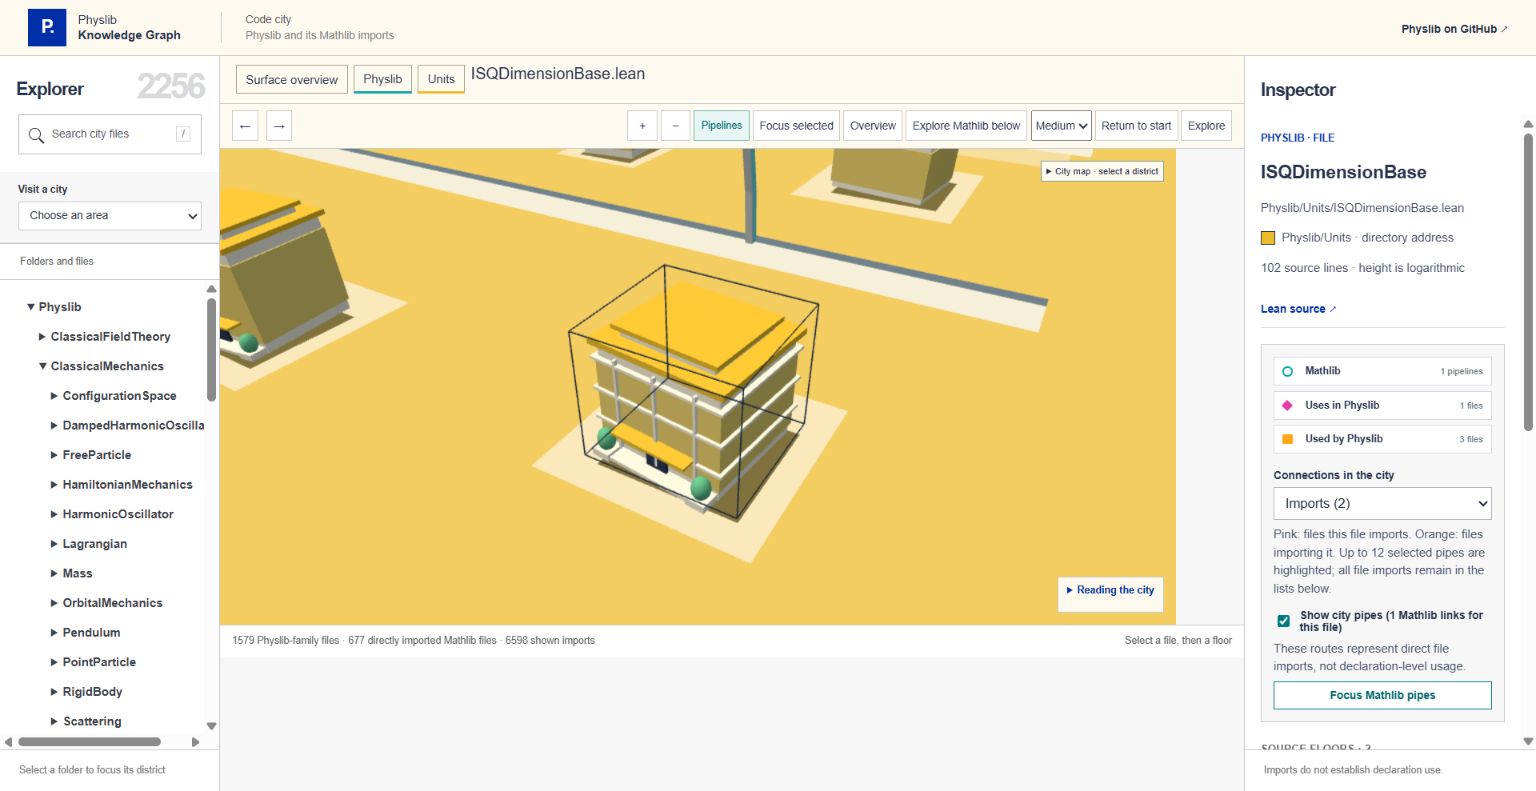 P.
Physlib
Knowledge Graph
Code city
Physlib and its Mathlib imports
Physlib on GitHub ↗
Explorer
2256
Search city files
/
Visit a city
Choose an area
Folders and files
▼ Physlib
▶ ClassicalFieldTheory
▼ ClassicalMechanics
▶ ConfigurationSpace
▶ DampedHarmonicOscilla
▶ FreeParticle
▶ HamiltonianMechanics
▶ HarmonicOscillator
▶ Lagrangian
▶ Mass
▶ OrbitalMechanics
▶ Pendulum
▶ PointParticle
▶ RigidBody
▶ Scattering
Select a folder to focus its district
Surface overview
Physlib
Units
ISQDimensionBase.lean
←
→
+
−
Pipelines
Focus selected
Overview
Explore Mathlib below
Medium
Return to start
Explore
▶ City map · select a district
▶ Reading the city
1579 Physlib-family files · 677 directly imported Mathlib files · 6598 shown imports
Select a file, then a floor
Inspector
PHYSLIB · FILE
ISQDimensionBase
Physlib/Units/ISQDimensionBase.lean
Physlib/Units · directory address
102 source lines · height is logarithmic
Lean source ↗
Mathlib
1 pipelines
Uses in Physlib
1 files
Used by Physlib
3 files
Connections in the city
Imports (2)
Pink: files this file imports. Orange: files
importing it. Up to 12 selected pipes are
highlighted; all file imports remain in the
lists below.
Show city pipes (1 Mathlib links for
this file)
These routes represent direct file
imports, not declaration-level usage.
Focus Mathlib pipes
SOURCE FLOORS ·
Imports do not establish declaration use.